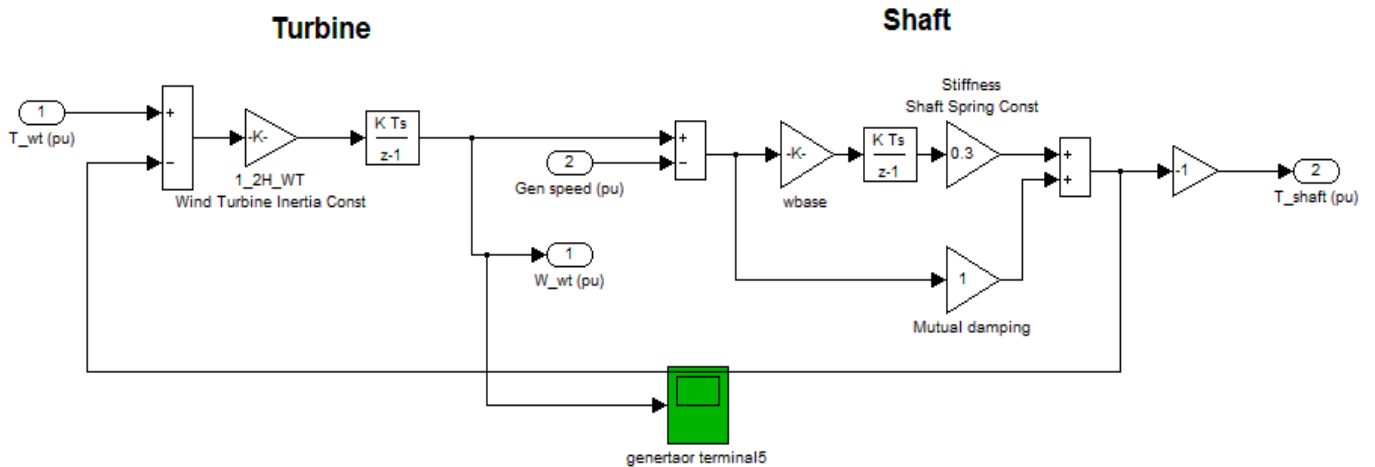 Turbine
Shaft
Stiffness
Shaft Spring Const
1
T_wt (pu)
+
−
-K-
1_2H_WT
Wind Turbine Inertia Const
K Ts
z-1
2
Gen speed (pu)
+
−
-K-
wbase
K Ts
z-1
0.3
+
+
-1
2
T_shaft (pu)
1
W_wt (pu)
1
Mutual damping
genertaor terminal5